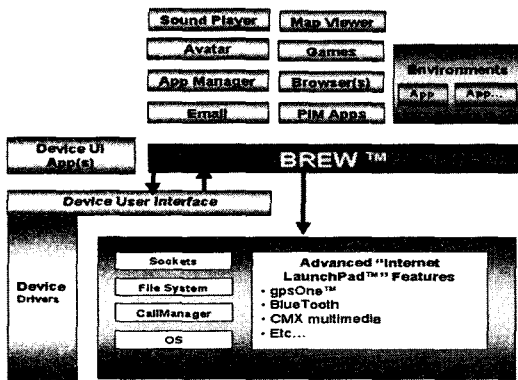 Sound Player
Map Viewer
Avatar
Games
App Manager
Browser(s)
Email
PIM Apps
Environments
App
App...
Device UI
App(s)
BREW ™
Device User Interface
Device
Drivers
Sockets
File System
CallManager
OS
Advanced "Internet
LaunchPad™" Features
• gpsOne™
• BlueTooth
• CMX multimedia
• Etc...